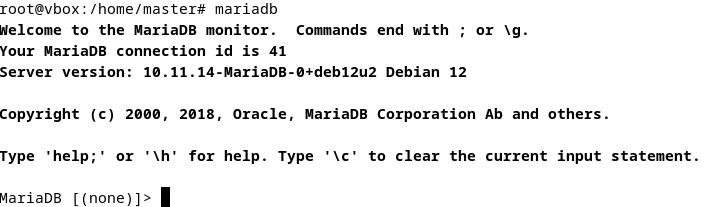 root@vbox:/home/master# mariadb
Welcome to the MariaDB monitor.  Commands end with ; or \g.
Your MariaDB connection id is 41
Server version: 10.11.14-MariaDB-0+deb12u2 Debian 12
Copyright (c) 2000, 2018, Oracle, MariaDB Corporation Ab and others.
Type 'help;' or '\h' for help. Type '\c' to clear the current input statement.
MariaDB [(none)]>